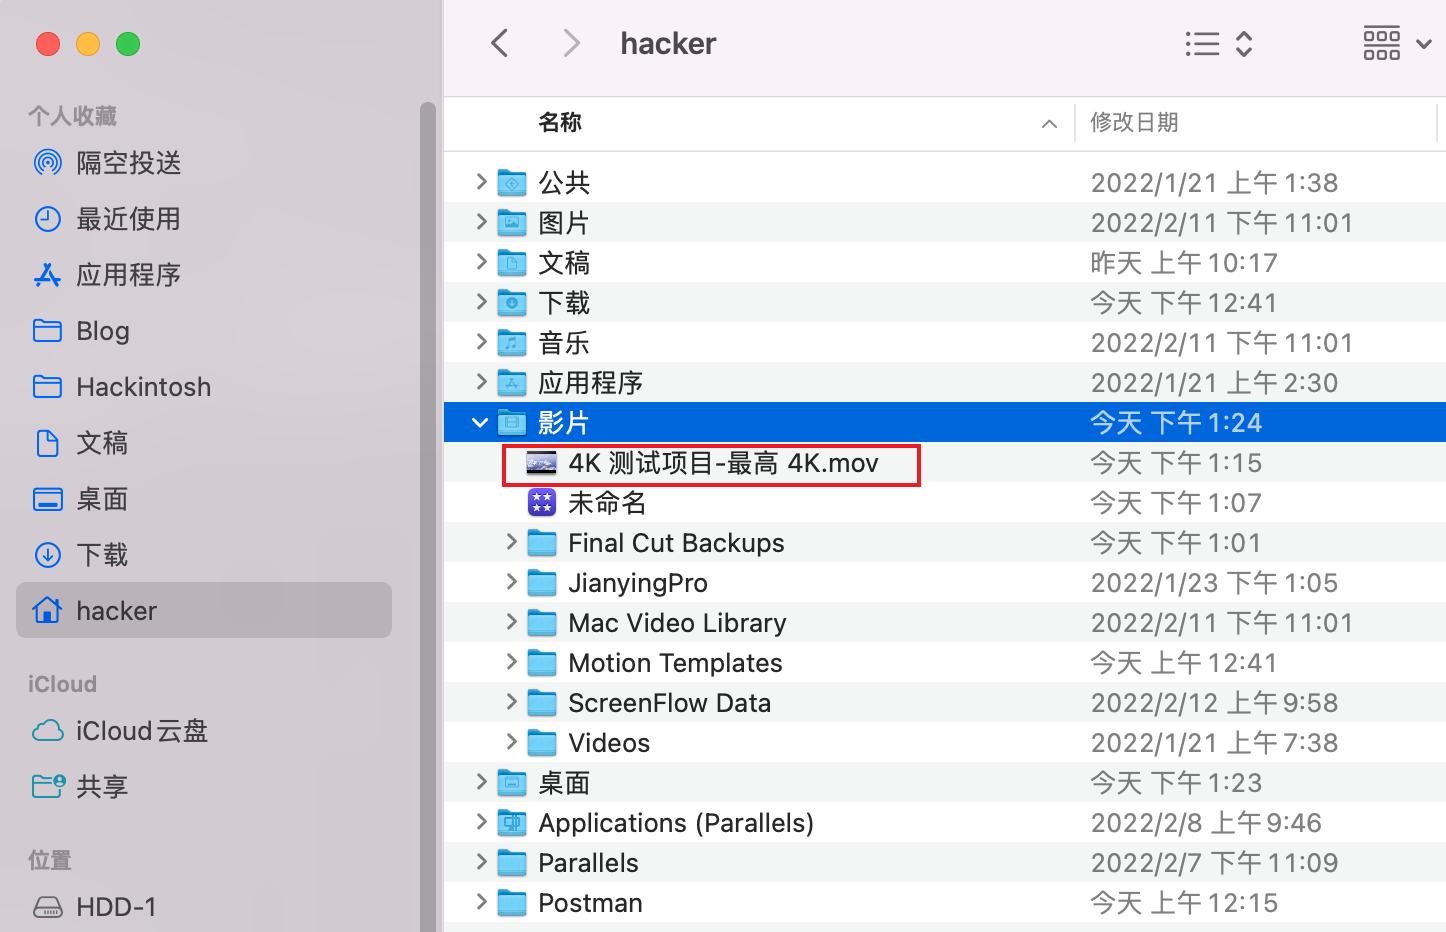 hacker
个人收藏
隔空投送
最近使用
应用程序
Blog
Hackintosh
文稿
桌面
下载
hacker
iCloud
iCloud云盘
共享
位置
HDD-1
名称 修改日期
公共 2022/1/21 上午 1:38
图片 2022/2/11 下午 11:01
文稿 昨天 上午 10:17
下载 今天 下午 12:41
音乐 2022/2/11 下午 11:01
应用程序 2022/1/21 上午 2:30
影片 今天 下午 1:24
4K 测试项目-最高 4K.mov 今天 下午 1:15
未命名 今天 下午 1:07
Final Cut Backups 今天 下午 1:01
JianyingPro 2022/1/23 下午 1:05
Mac Video Library 2022/2/11 下午 11:01
Motion Templates 今天 上午 12:41
ScreenFlow Data 2022/2/12 上午 9:58
Videos 2022/1/21 上午 7:38
桌面 今天 下午 1:23
Applications (Parallels) 2022/2/8 上午 9:46
Parallels 2022/2/7 下午 11:09
Postman 今天 上午 12:15